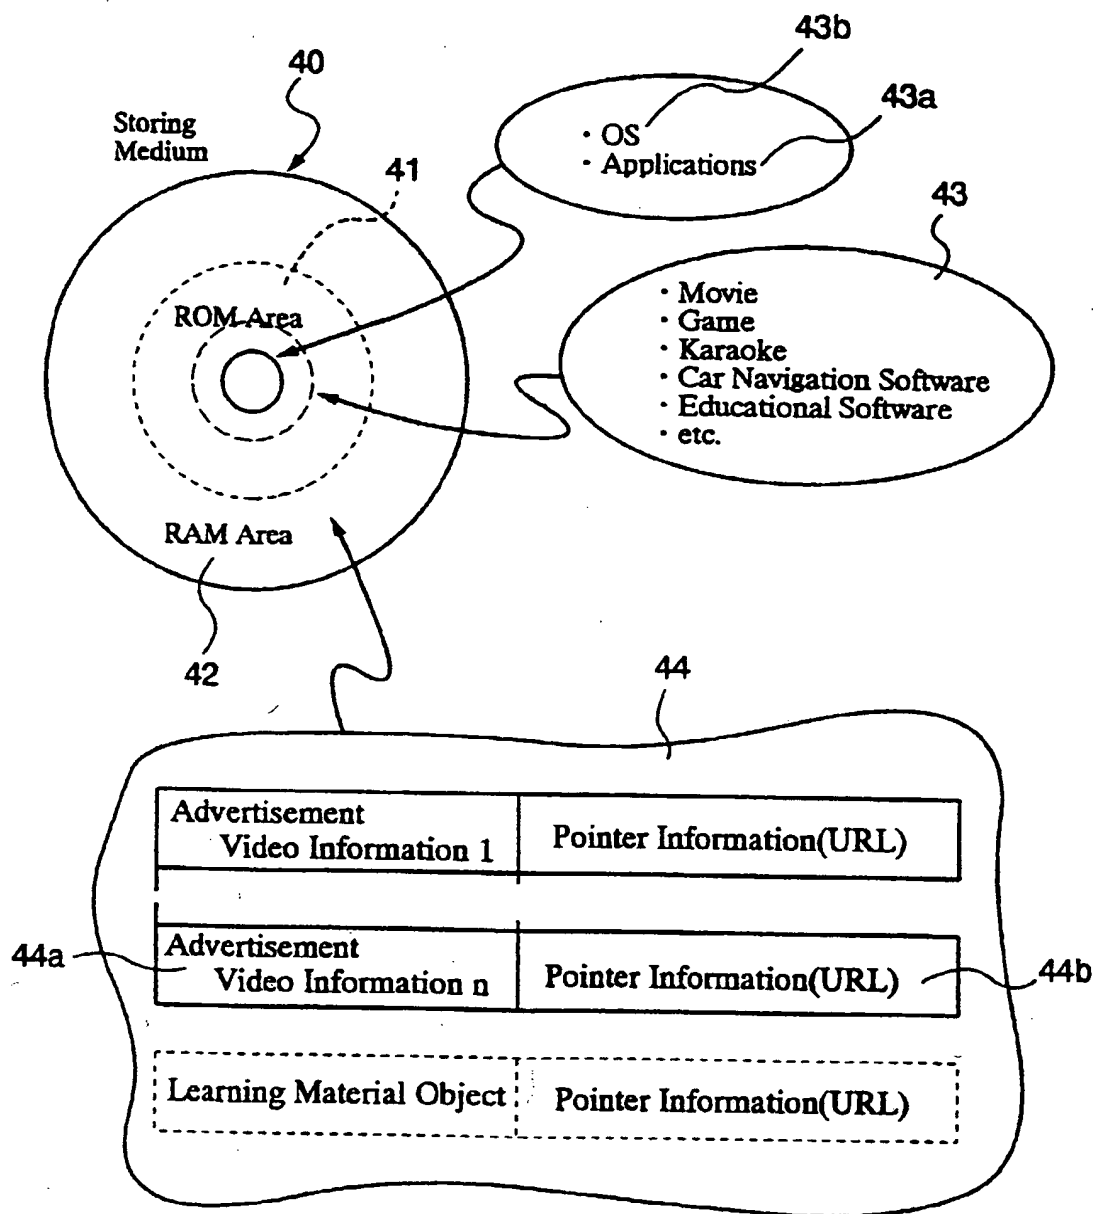 43b
40
43a
Storing
Medium
· OS
· Applications
41
43
ROM Area
· Movie
· Game
· Karaoke
· Car Navigation Software
· Educational Software
· etc.
RAM Area
42
44
Advertisement
Video Information 1
Pointer Information(URL)
44a
Advertisement
Video Information n
Pointer Information(URL)
44b
Learning Material Object
Pointer Information(URL)